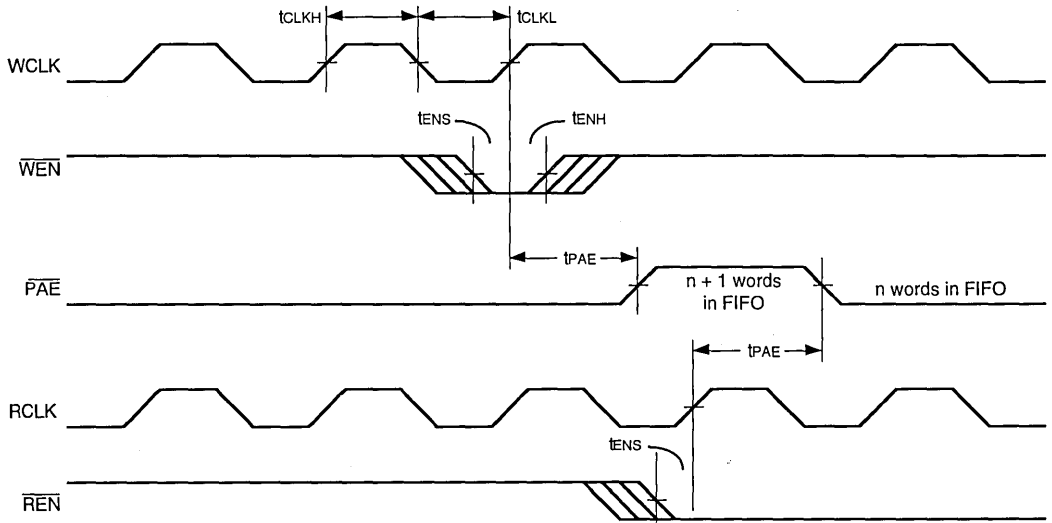 tCLKH
tCLKL
WCLK
tENS
tENH
WEN
tPAE
PAE
n + 1 words
in FIFO
n words in FIFO
tPAE
RCLK
tENS
REN